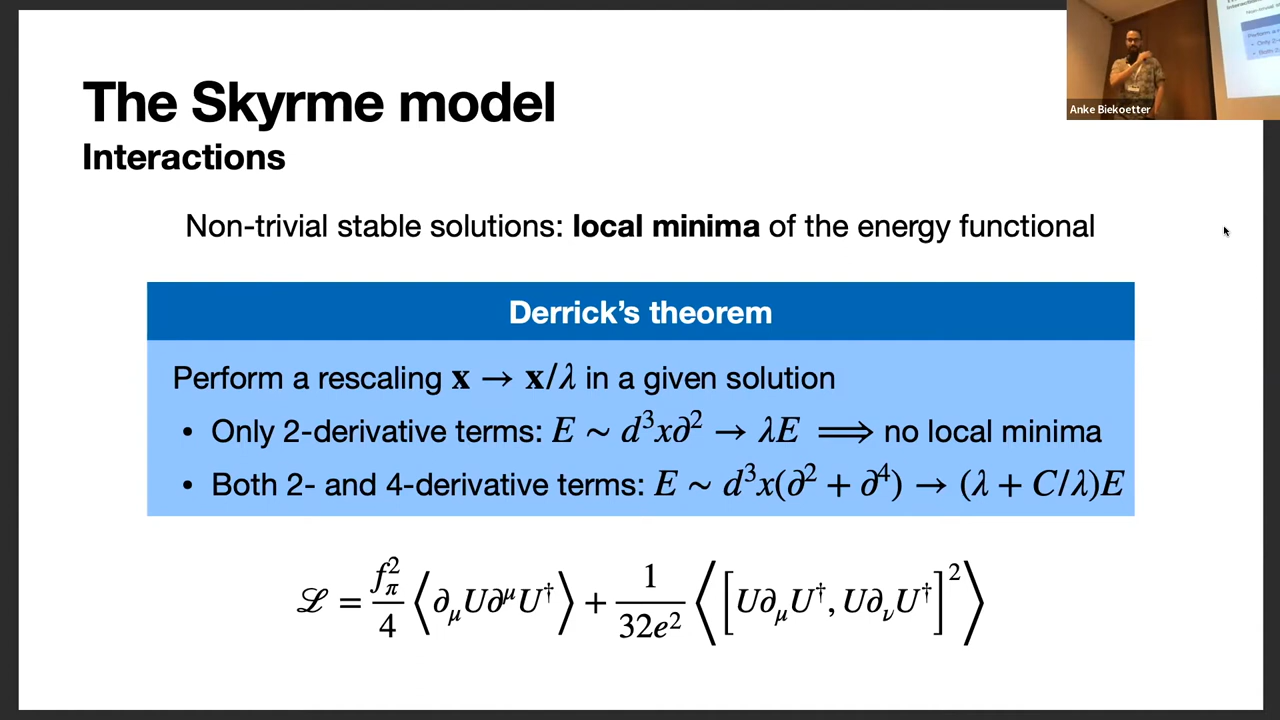 The Skyrme model
Interactions
Non-trivial stable solutions: local minima of the energy functional
Derrick's theorem
Perform a rescaling x → x/λ in a given solution
• Only 2-derivative terms: E ~ d³x∂² → λE ⟹ no local minima
• Both 2- and 4-derivative terms: E ~ d³x(∂² + ∂⁴) → (λ + C/λ)E
ℒ = f_π²/4 ⟨∂_μU∂^μU†⟩ + 1/(32e²) ⟨[U∂_μU†, U∂_νU†]²⟩
Anke Biekoetter